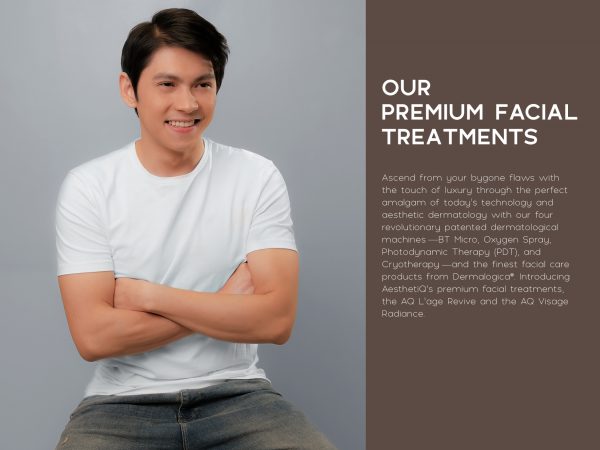 OUR
PREMIUM FACIAL
TREATMENTS
Ascend from your bygone flaws with
the touch of luxury through the perfect
amalgam of today's technology and
aesthetic dermatology with our four
revolutionary patented dermatological
machines—BT Micro, Oxygen Spray,
Photodynamic Therapy (PDT), and
Cryotherapy—and the finest facial care
products from Dermalogica®. Introducing
AesthetiQ's premium facial treatments,
the AQ L'age Revive and the AQ Visage
Radiance.